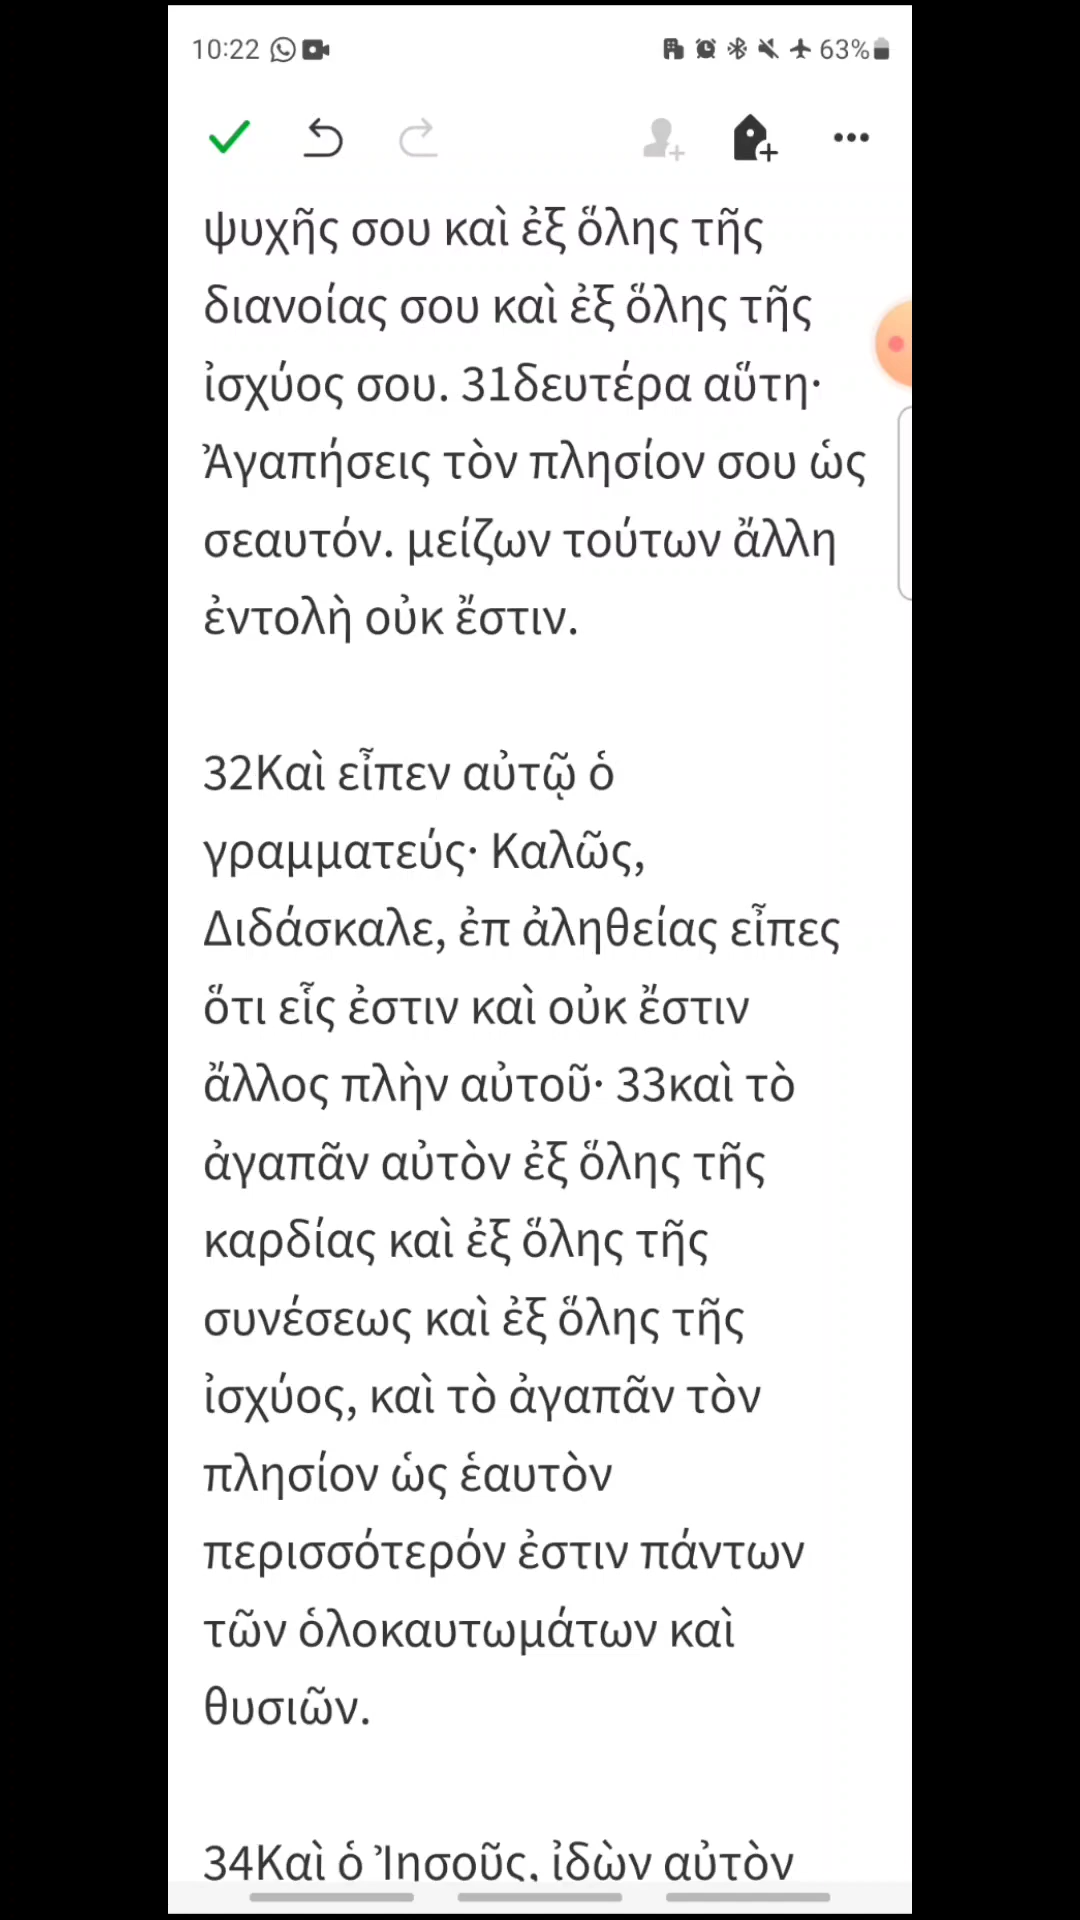 10:22
63%
ψυχῆς σου καὶ ἐξ ὅλης τῆς
διανοίας σου καὶ ἐξ ὅλης τῆς
ἰσχύος σου. 31δευτέρα αὕτη·
Ἀγαπήσεις τὸν πλησίον σου ὡς
σεαυτόν. μείζων τούτων ἄλλη
ἐντολὴ οὐκ ἔστιν.
32Καὶ εἶπεν αὐτῷ ὁ
γραμματεύς· Καλῶς,
Διδάσκαλε, ἐπ ἀληθείας εἶπες
ὅτι εἷς ἐστιν καὶ οὐκ ἔστιν
ἄλλος πλὴν αὐτοῦ· 33καὶ τὸ
ἀγαπᾶν αὐτὸν ἐξ ὅλης τῆς
καρδίας καὶ ἐξ ὅλης τῆς
συνέσεως καὶ ἐξ ὅλης τῆς
ἰσχύος, καὶ τὸ ἀγαπᾶν τὸν
πλησίον ὡς ἑαυτὸν
περισσότερόν ἐστιν πάντων
τῶν ὁλοκαυτωμάτων καὶ
θυσιῶν.
34Καὶ ὁ Ἰησοῦς, ἰδὼν αὐτὸν